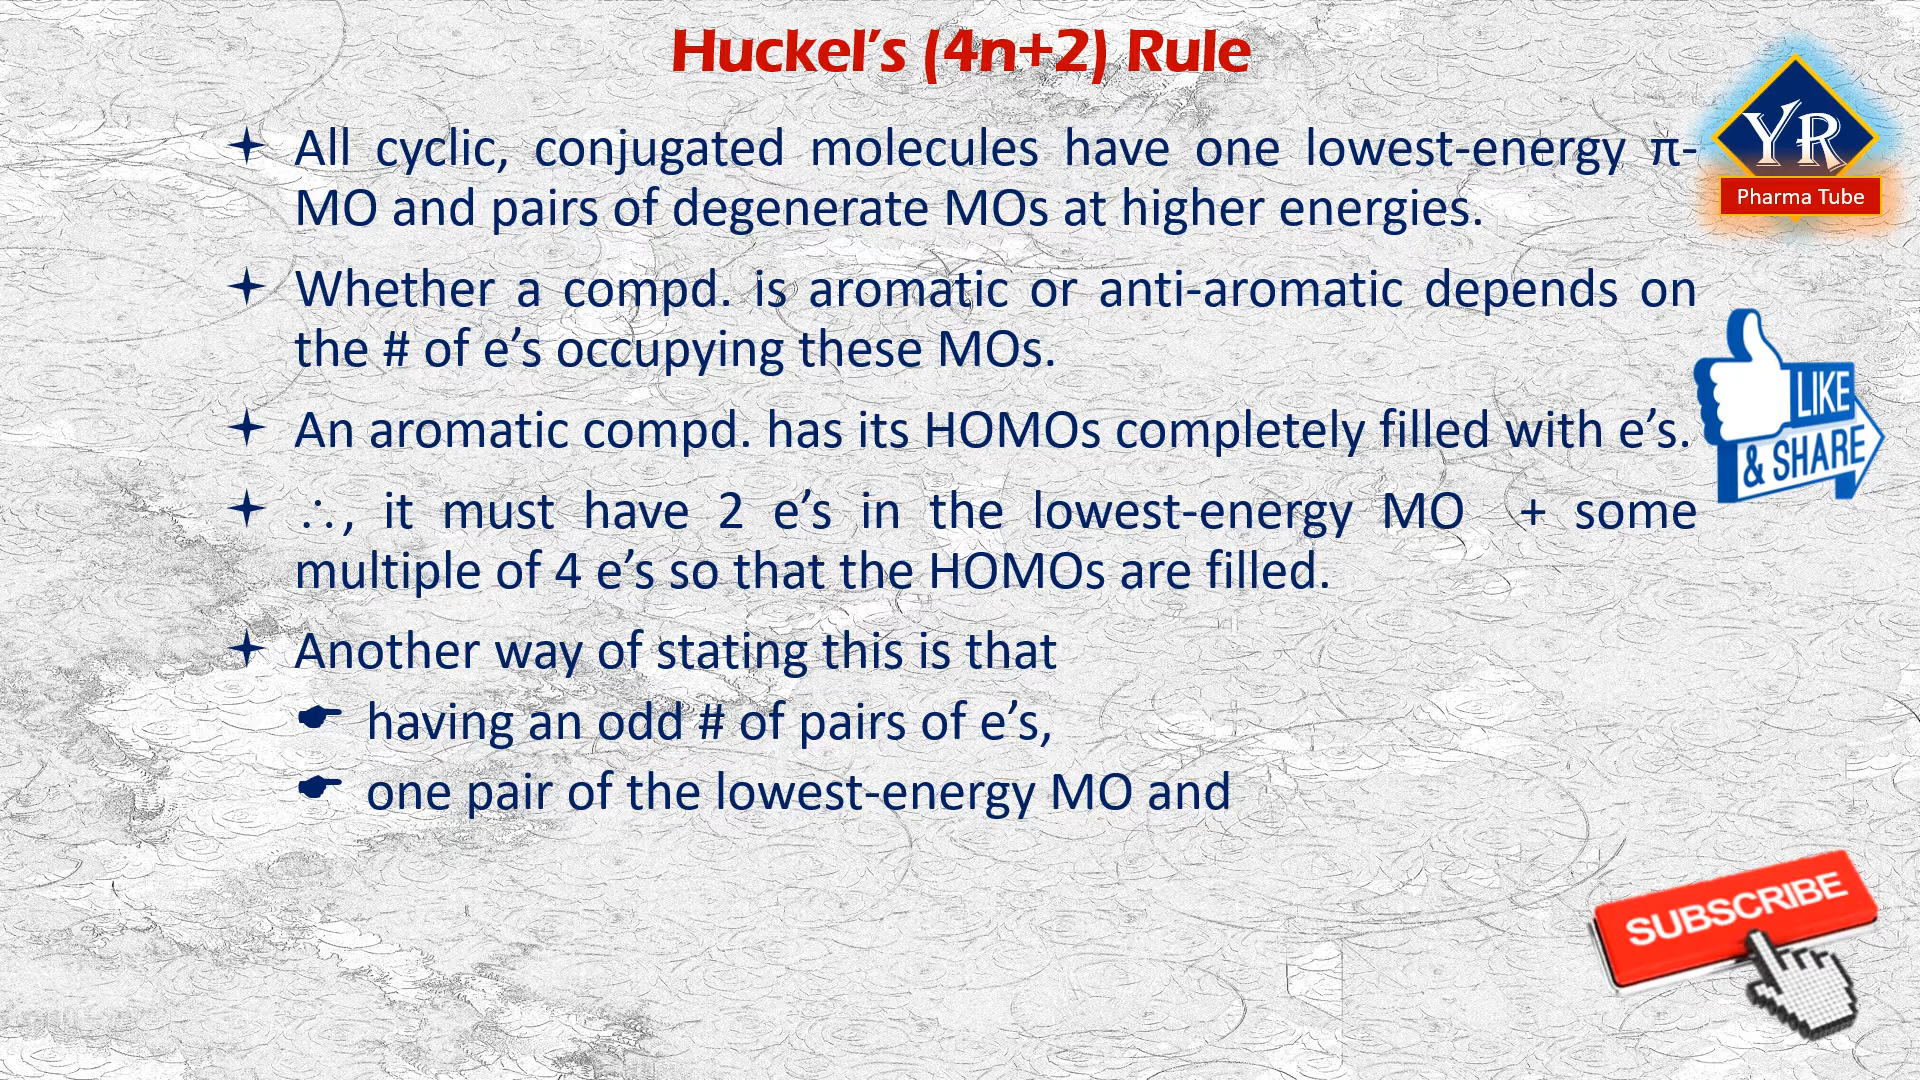 Huckel’s (4n+2) Rule
All cyclic, conjugated molecules have one lowest-energy π-
MO and pairs of degenerate MOs at higher energies.
Whether a compd. is aromatic or anti-aromatic depends on
the # of e’s occupying these MOs.
An aromatic compd. has its HOMOs completely filled with e’s.
∴, it must have 2 e’s in the lowest-energy MO + some
multiple of 4 e’s so that the HOMOs are filled.
Another way of stating this is that
having an odd # of pairs of e’s,
one pair of the lowest-energy MO and
YR
Pharma Tube
LIKE
& SHARE
SUBSCRIBE